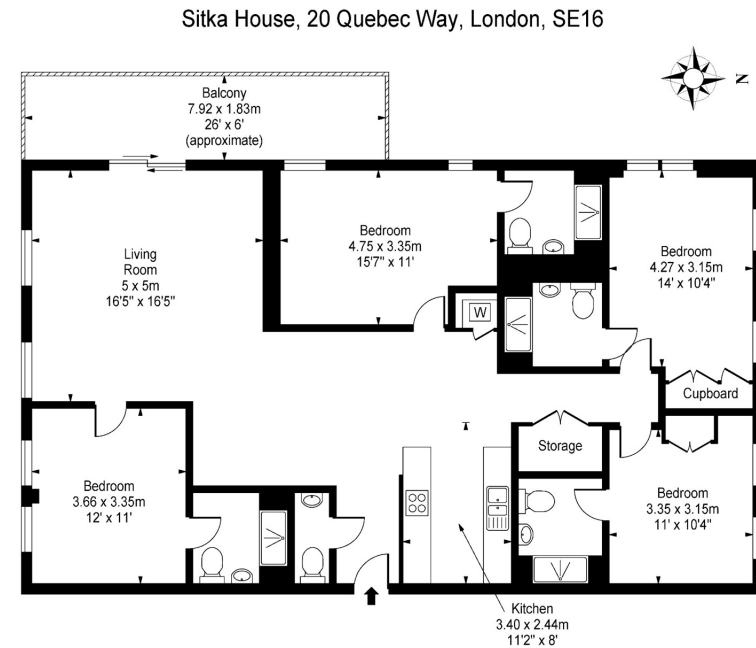 Sitka House, 20 Quebec Way, London, SE16
N
Balcony
7.92 x 1.83m
26' x 6'
(approximate)
Living
Room
5 x 5m
16'5" x 16'5"
Bedroom
4.75 x 3.35m
15'7" x 11'
Bedroom
4.27 x 3.15m
14' x 10'4"
W
Cupboard
Storage
Bedroom
3.66 x 3.35m
12' x 11'
Bedroom
3.35 x 3.15m
11' x 10'4"
Kitchen
3.40 x 2.44m
11'2" x 8'